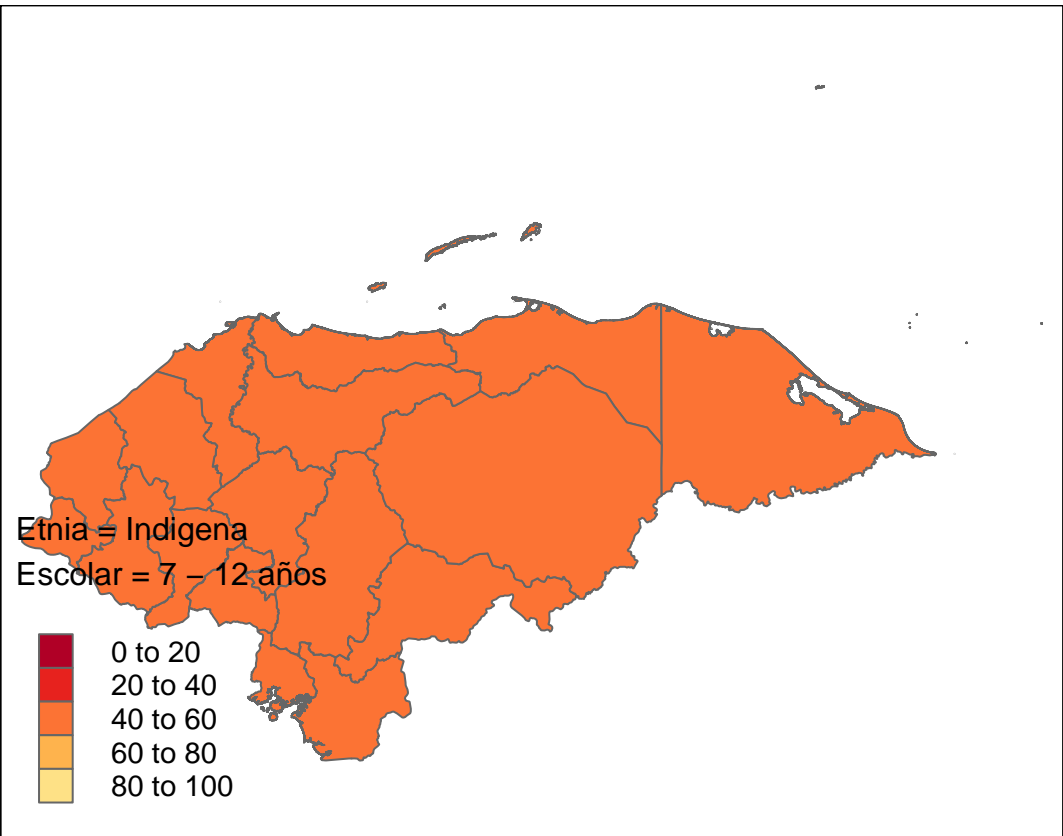 Etnia = Indigena
Escolar = 7 – 12 años
0 to 20
20 to 40
40 to 60
60 to 80
80 to 100